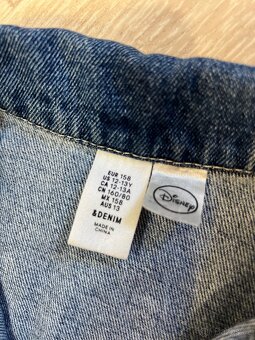 EUR 158
US 12-13Y
CA 12-13A
CN 160/80
MX 158
AUS 13
&DENIM
MADE IN
CHINA
Disney